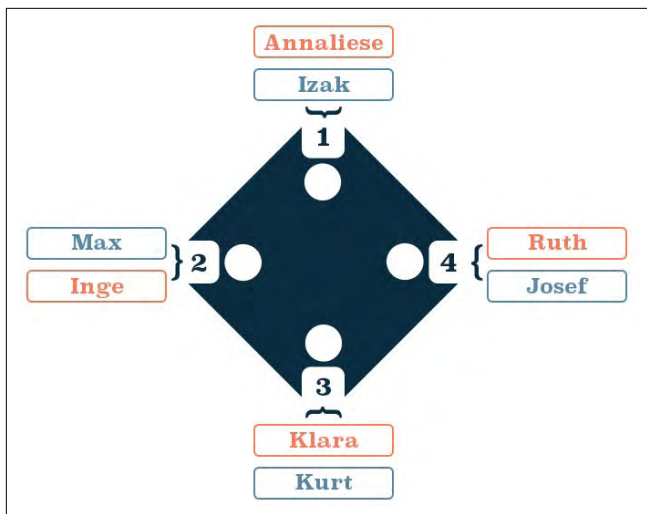 Annaliese
Izak
1
Max
Inge
2
4
Ruth
Josef
3
Klara
Kurt